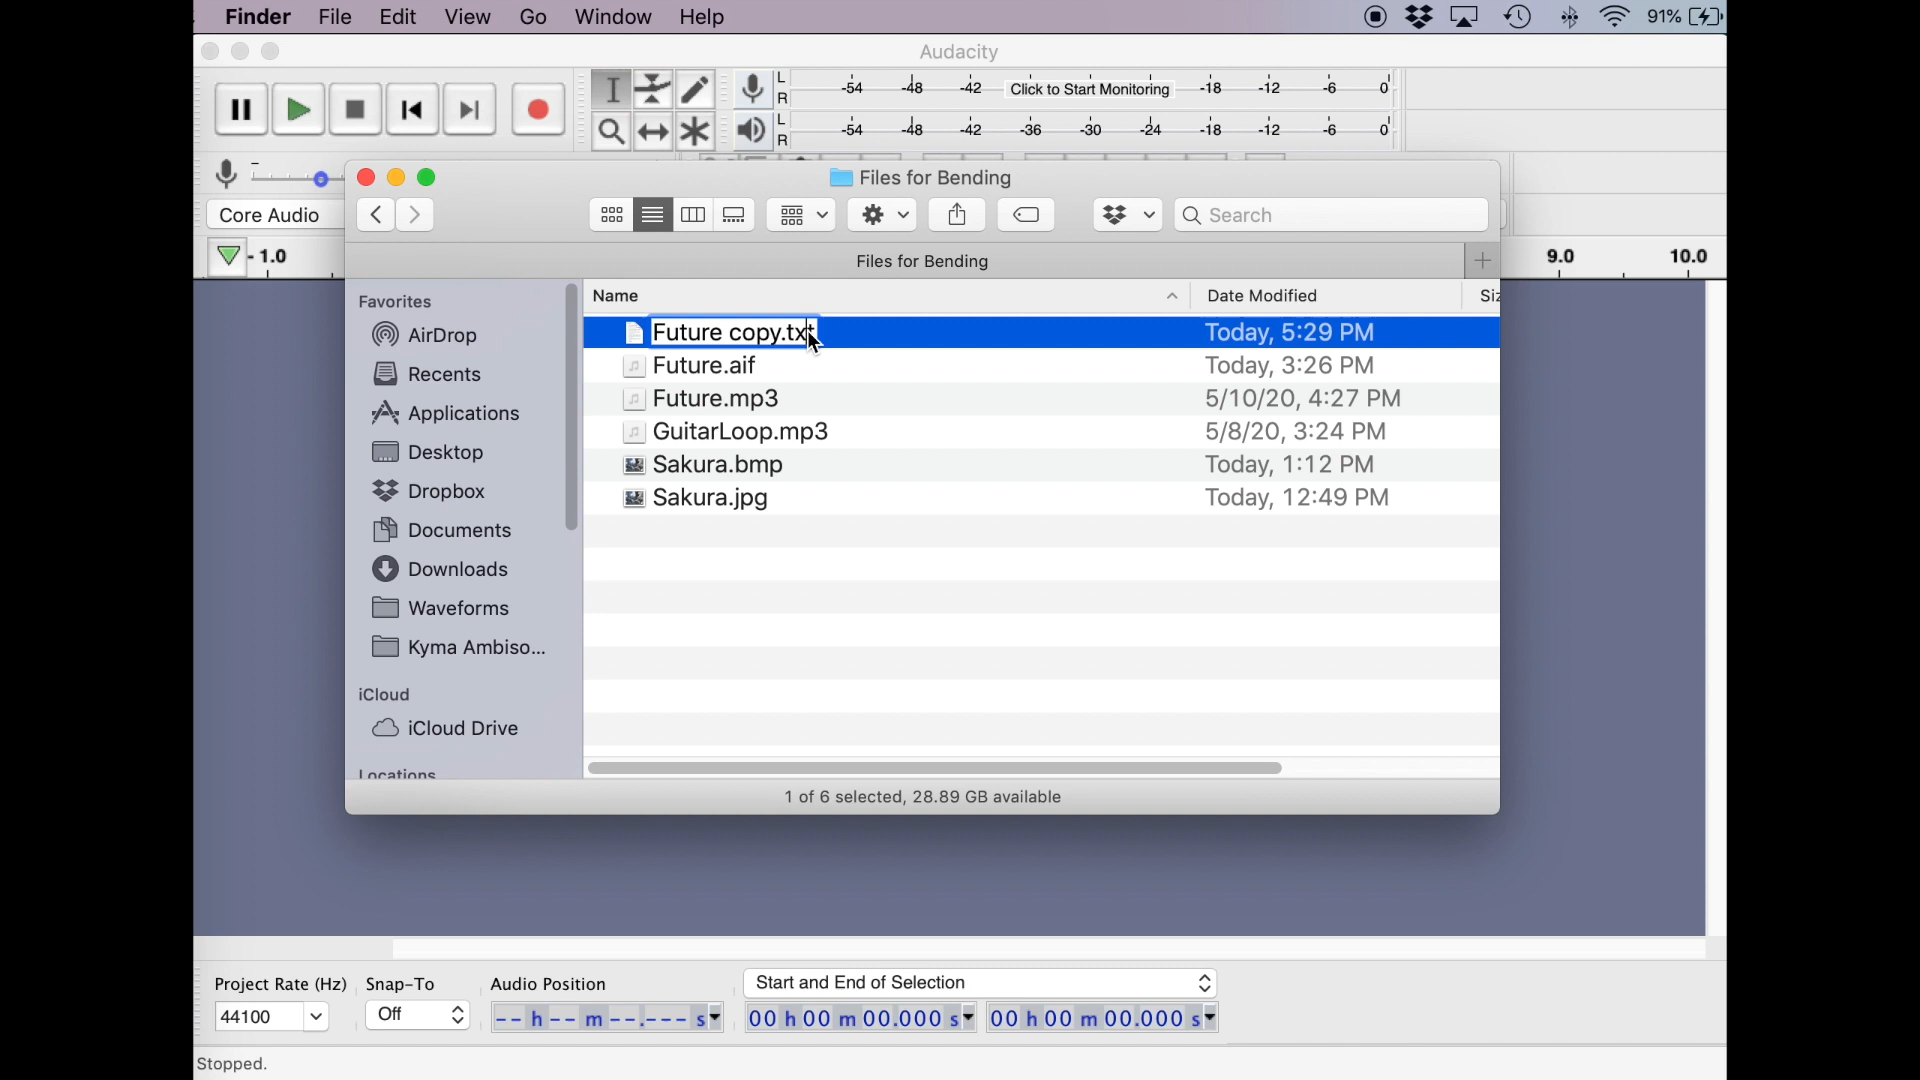 Finder File Edit View Go Window Help 91%
Audacity
L
R
-54 -48 -42 Click to Start Monitoring -18 -12 -6 0
L
R
-54 -48 -42 -36 -30 -24 -18 -12 -6 0
Files for Bending
Core Audio
Search
- 1.0
Files for Bending
9.0 10.0
Favorites
AirDrop
Recents
Applications
Desktop
Dropbox
Documents
Downloads
Waveforms
Kyma Ambiso...
iCloud
iCloud Drive
Locations
Name Date Modified Siz
Future copy.txt Today, 5:29 PM
Future.aif Today, 3:26 PM
Future.mp3 5/10/20, 4:27 PM
GuitarLoop.mp3 5/8/20, 3:24 PM
Sakura.bmp Today, 1:12 PM
Sakura.jpg Today, 12:49 PM
1 of 6 selected, 28.89 GB available
Project Rate (Hz) Snap-To Audio Position Start and End of Selection
44100 Off -- h -- m --.--- s 00 h 00 m 00.000 s 00 h 00 m 00.000 s
Stopped.